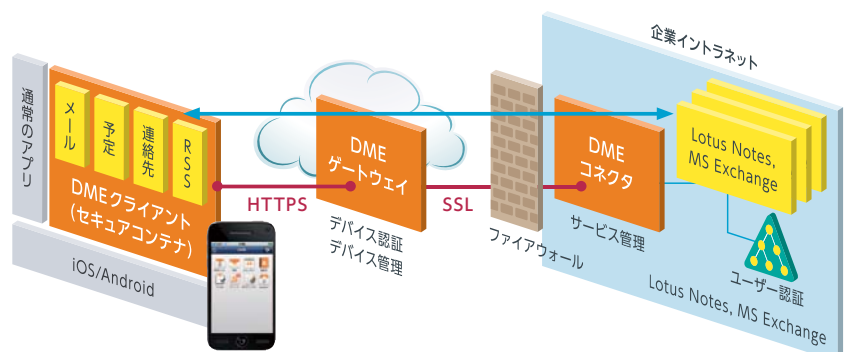 通常のアプリ
メール
予定
連絡先
RSS
DMEクライアント
(セキュアコンテナ)
iOS/Android
HTTPS
DME
ゲートウェイ
デバイス認証
デバイス管理
SSL
ファイアウォール
企業イントラネット
DME
コネクタ
サービス管理
Lotus Notes,
MS Exchange
ユーザー認証
Lotus Notes, MS Exchange